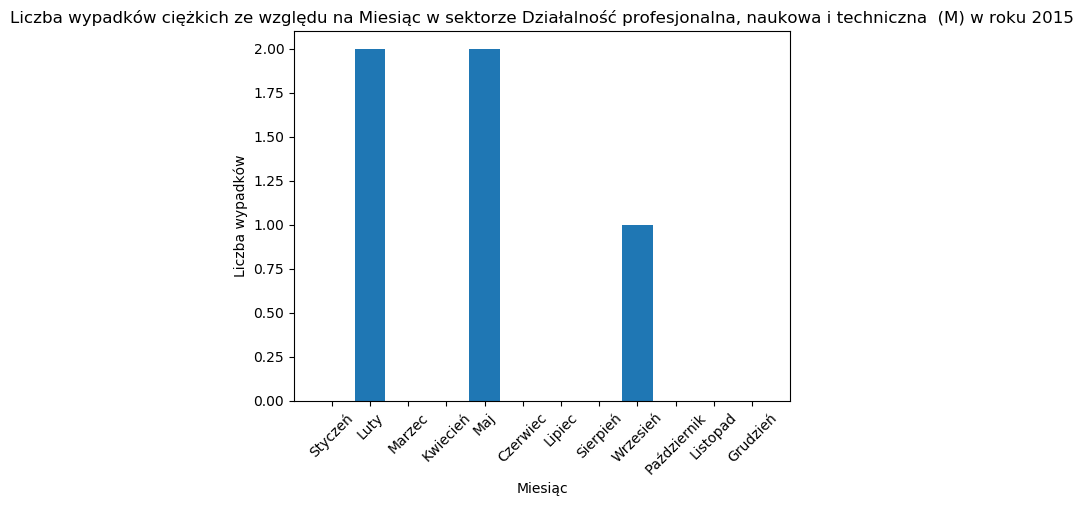 Liczba wypadków ciężkich ze względu na Miesiąc w sektorze Działalność profesjonalna, naukowa i techniczna  (M) w roku 2015
2.00
1.75
1.50
1.25
1.00
0.75
0.50
0.25
0.00
Liczba wypadków
Styczeń
Luty
Marzec
Kwiecień
Maj
Czerwiec
Lipiec
Sierpień
Wrzesień
Październik
Listopad
Grudzień
Miesiąc